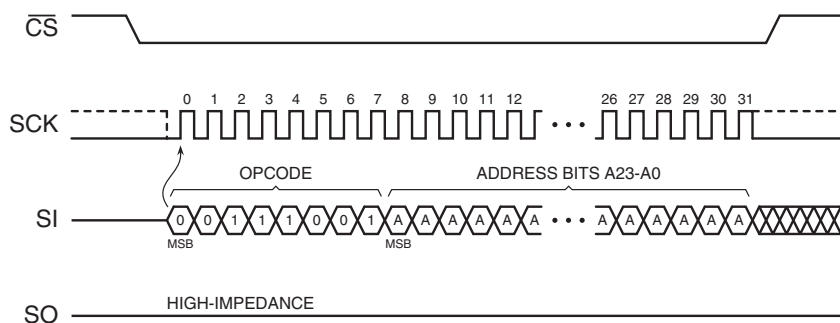 CS
0 1 2 3 4 5 6 7 8 9 10 11 12 26 27 28 29 30 31
SCK
OPCODE ADDRESS BITS A23-A0
SI 0 0 1 1 1 0 0 1 A A A A A A A A A A A A
MSB MSB
HIGH-IMPEDANCE
SO